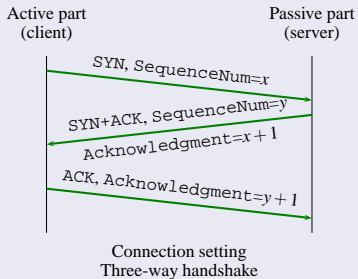 Active part
(client)
Passive part
(server)
SYN, SequenceNum=x
SYN+ACK, SequenceNum=y
Acknowledgment=x+1
ACK, Acknowledgment=y+1
Connection setting
Three-way handshake